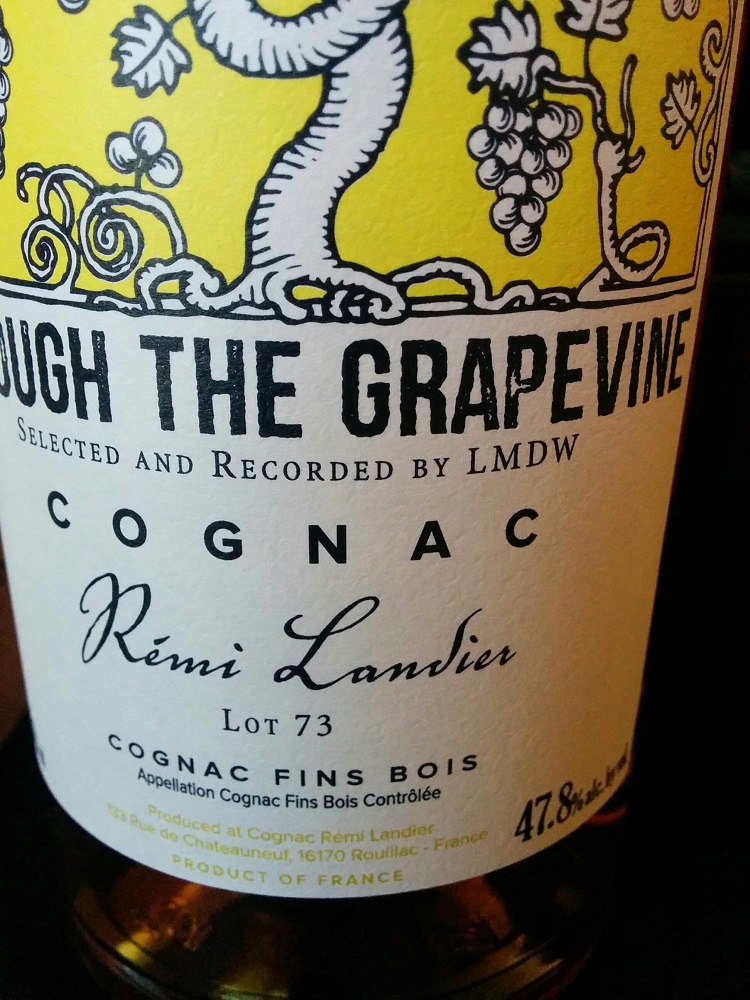 OUGH THE GRAPEVINE
SELECTED AND RECORDED BY LMDW
COGNAC
Rémi Landier
LOT 73
COGNAC FINS BOIS
Appellation Cognac Fins Bois Contrôlée
47.8% alc. by vol.
Produced at Cognac Rémi Landier
Rue de Chateauneuf, 16170 Rouillac - France
PRODUCT OF FRANCE